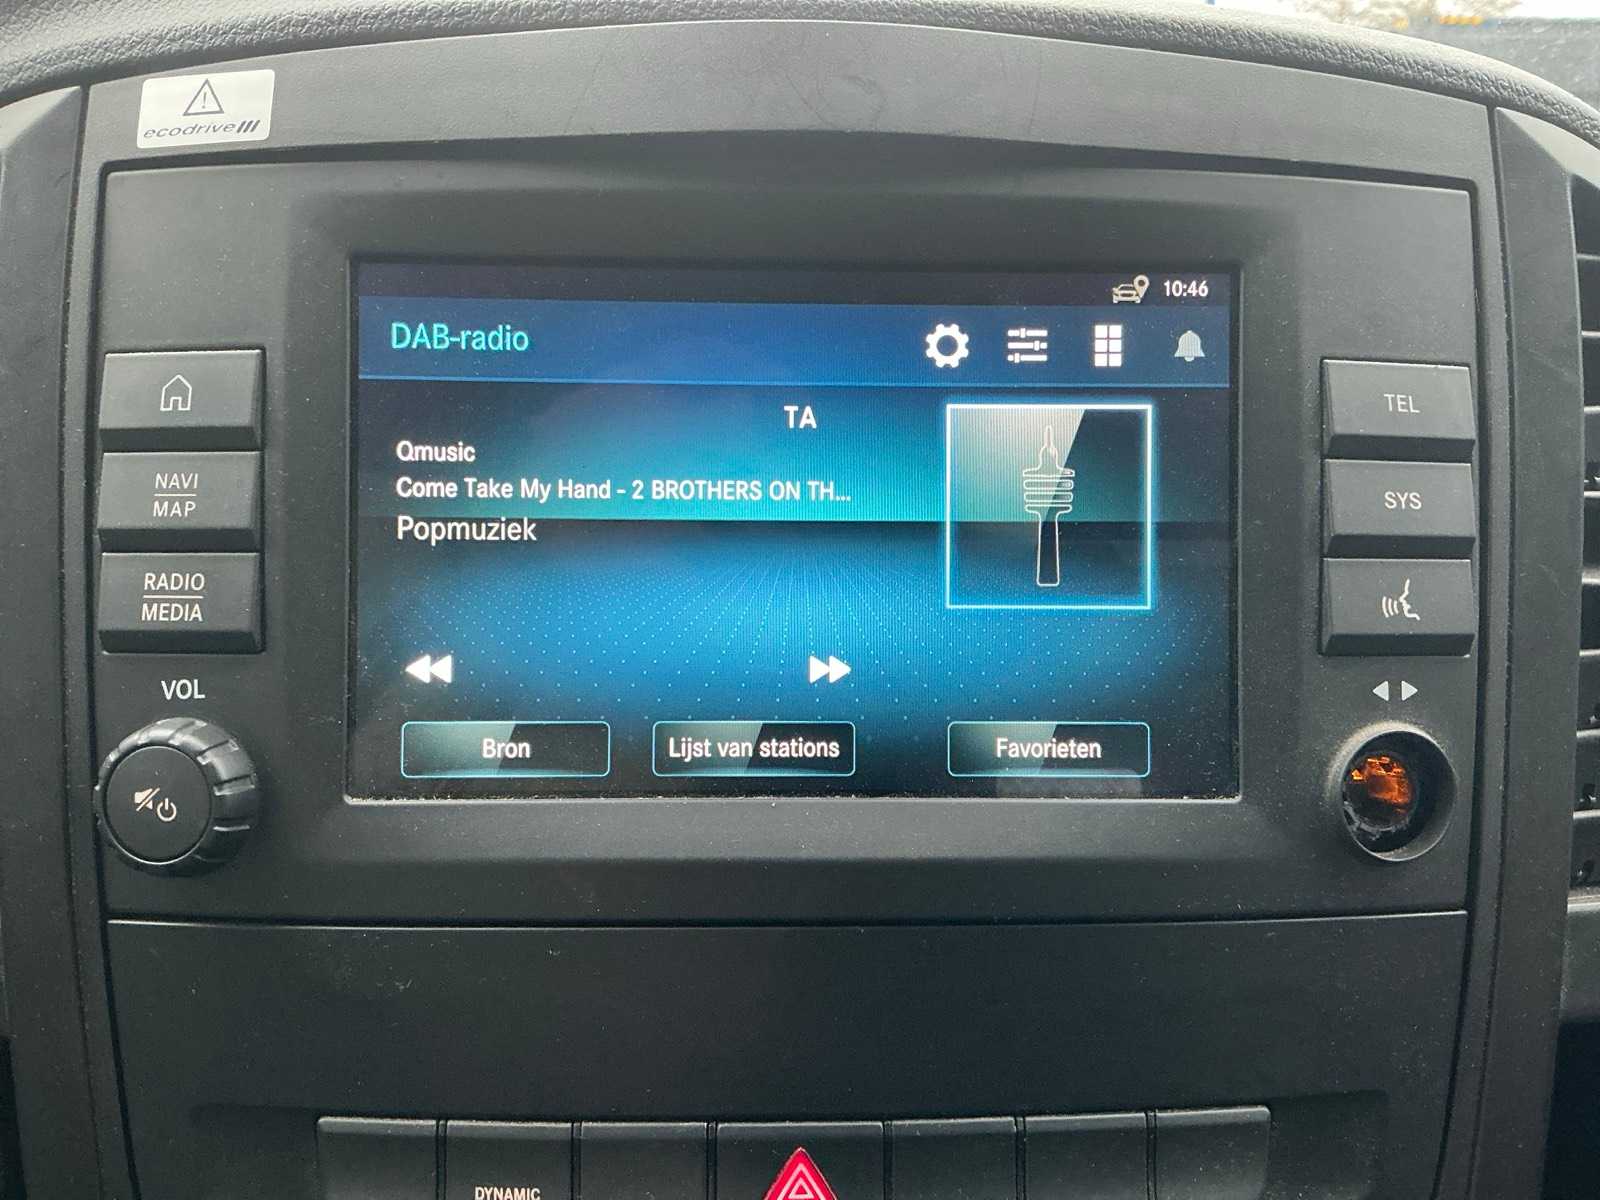 ecodrive
10:46
DAB-radio
TA
Qmusic
Come Take My Hand - 2 BROTHERS ON TH...
Popmuziek
Bron
Lijst van stations
Favorieten
NAVI
MAP
RADIO
MEDIA
VOL
TEL
SYS
DYNAMIC